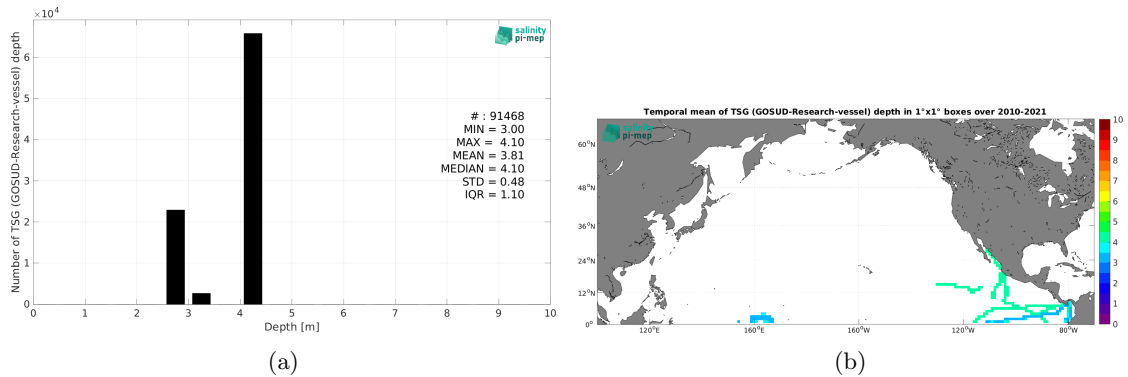 ×10⁴
6
5
4
3
2
1
0
Number of TSG (GOSUD-Research-vessel) depth
0 1 2 3 4 5 6 7 8 9 10
Depth [m]
salinity
pi-mep
# : 91468
MIN = 3.00
MAX = 4.10
MEAN = 3.81
MEDIAN = 4.10
STD = 0.48
IQR = 1.10
(a)
Temporal mean of TSG (GOSUD-Research-vessel) depth in 1°x1° boxes over 2010-2021
salinity
pi-mep
60°N
48°N
36°N
24°N
12°N
0°
120°E 160°E 160°W 120°W 80°W
10
9
8
7
6
5
4
3
2
1
0
(b)